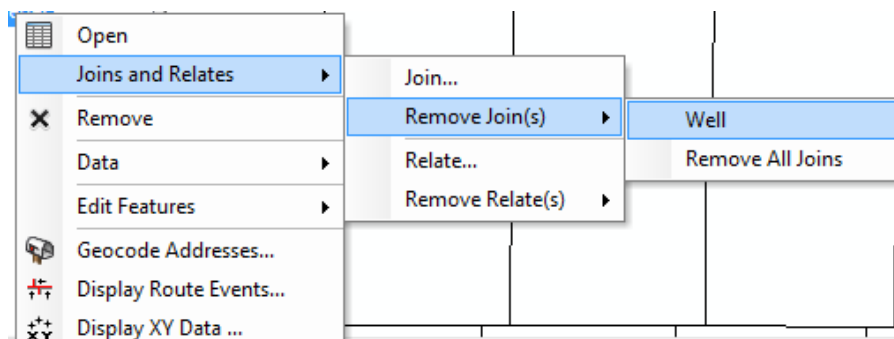 Open
Joins and Relates
Remove
Data
Edit Features
Geocode Addresses...
Display Route Events...
Display XY Data ...
Join...
Remove Join(s)
Relate...
Remove Relate(s)
Well
Remove All Joins